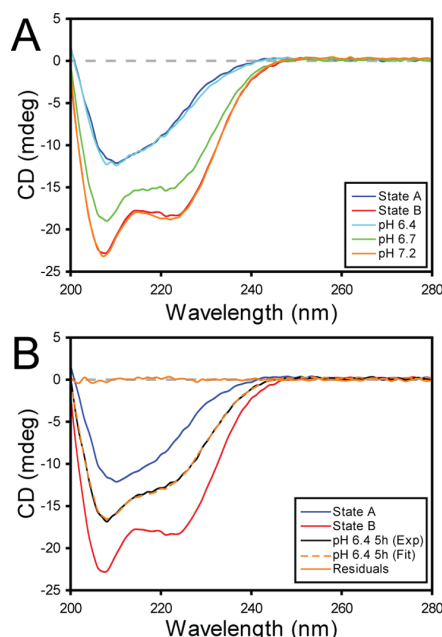 A
5
0
-5
-10
-15
-20
-25
CD (mdeg)
State A
State B
pH 6.4
pH 6.7
pH 7.2
200 220 240 260 280
Wavelength (nm)
B
5
0
-5
-10
-15
-20
-25
CD (mdeg)
State A
State B
pH 6.4 5h (Exp)
pH 6.4 5h (Fit)
Residuals
200 220 240 260 280
Wavelength (nm)